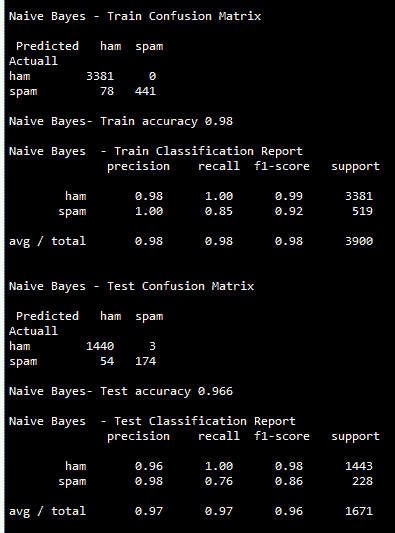 Naive Bayes - Train Confusion Matrix
Predicted ham spam
Actuall
ham 3381 0
spam 78 441
Naive Bayes- Train accuracy 0.98
Naive Bayes - Train Classification Report
precision recall f1-score support
ham 0.98 1.00 0.99 3381
spam 1.00 0.85 0.92 519
avg / total 0.98 0.98 0.98 3900
Naive Bayes - Test Confusion Matrix
Predicted ham spam
Actuall
ham 1440 3
spam 54 174
Naive Bayes- Test accuracy 0.966
Naive Bayes - Test Classification Report
precision recall f1-score support
ham 0.96 1.00 0.98 1443
spam 0.98 0.76 0.86 228
avg / total 0.97 0.97 0.96 1671